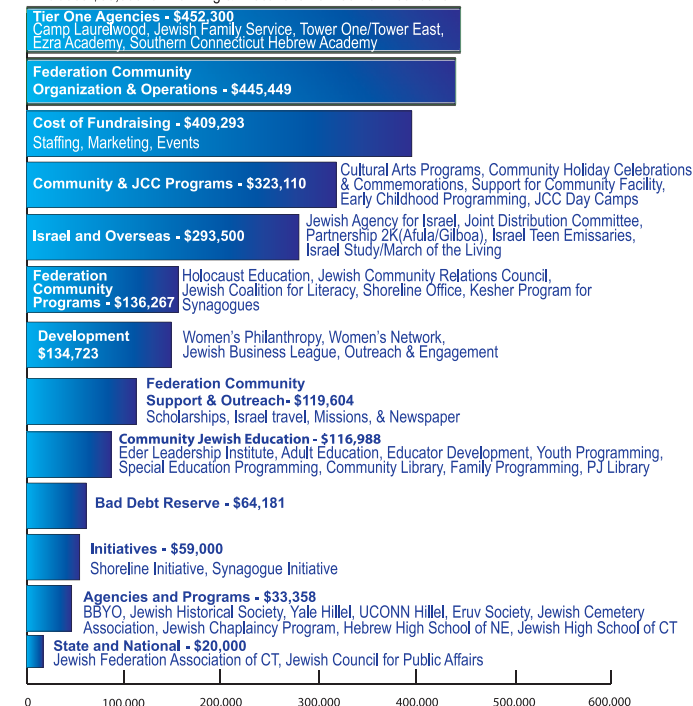 Tier One Agencies - $452,300
Camp Laurelwood, Jewish Family Service, Tower One/Tower East,
Ezra Academy, Southern Connecticut Hebrew Academy
Federation Community
Organization & Operations - $445,449
Cost of Fundraising - $409,293
Staffing, Marketing, Events
Community & JCC Programs - $323,110
Cultural Arts Programs, Community Holiday Celebrations
& Commemorations, Support for Community Facility,
Early Childhood Programming, JCC Day Camps
Israel and Overseas - $293,500
Jewish Agency for Israel, Joint Distribution Committee,
Partnership 2K(Afula/Gilboa), Israel Teen Emissaries,
Israel Study/March of the Living
Federation
Community
Programs - $136,267
Holocaust Education, Jewish Community Relations Council,
Jewish Coalition for Literacy, Shoreline Office, Kesher Program for
Synagogues
Development
$134,723
Women's Philanthropy, Women's Network,
Jewish Business League, Outreach & Engagement
Federation Community
Support & Outreach- $119,604
Scholarships, Israel travel, Missions, & Newspaper
Community Jewish Education - $116,988
Eder Leadership Institute, Adult Education, Educator Development, Youth Programming,
Special Education Programming, Community Library, Family Programming, PJ Library
Bad Debt Reserve - $64,181
Initiatives - $59,000
Shoreline Initiative, Synagogue Initiative
Agencies and Programs - $33,358
BBYO, Jewish Historical Society, Yale Hillel, UCONN Hillel, Eruv Society, Jewish Cemetery
Association, Jewish Chaplaincy Program, Hebrew High School of NE, Jewish High School of CT
State and National - $20,000
Jewish Federation Association of CT, Jewish Council for Public Affairs
0 100,000 200,000 300,000 400,000 500,000 600,000